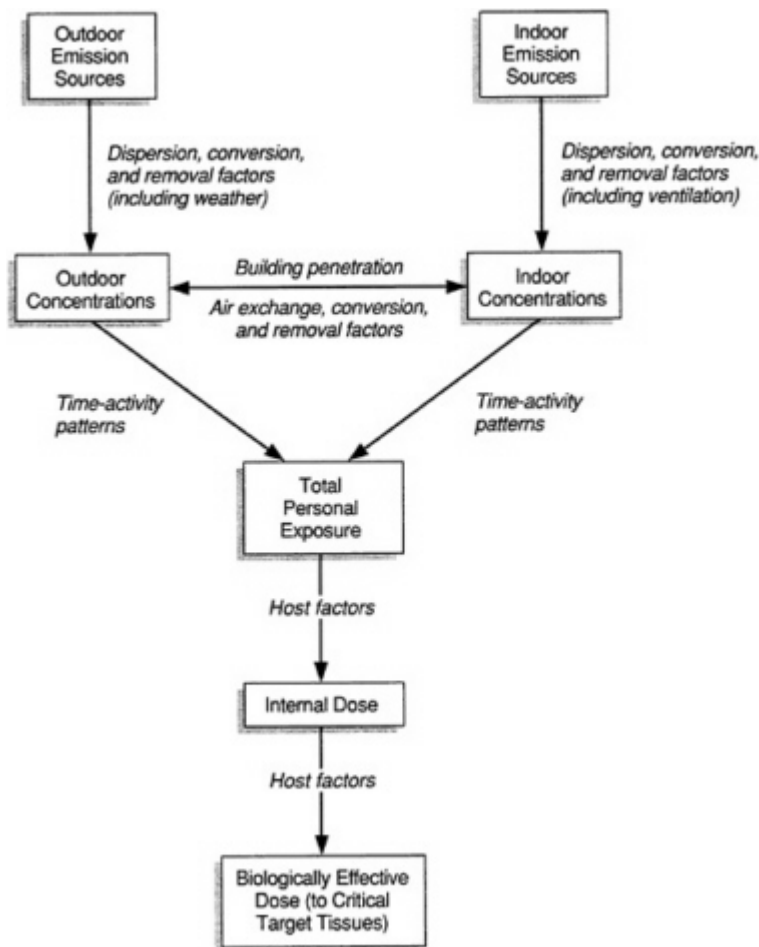 Outdoor
Emission
Sources
Indoor
Emission
Sources
Dispersion, conversion,
and removal factors
(including weather)
Dispersion, conversion,
and removal factors
(including ventilation)
Outdoor
Concentrations
Building penetration
Air exchange, conversion,
and removal factors
Indoor
Concentrations
Time-activity
patterns
Time-activity
patterns
Total
Personal
Exposure
Host factors
Internal Dose
Host factors
Biologically Effective
Dose (to Critical
Target Tissues)